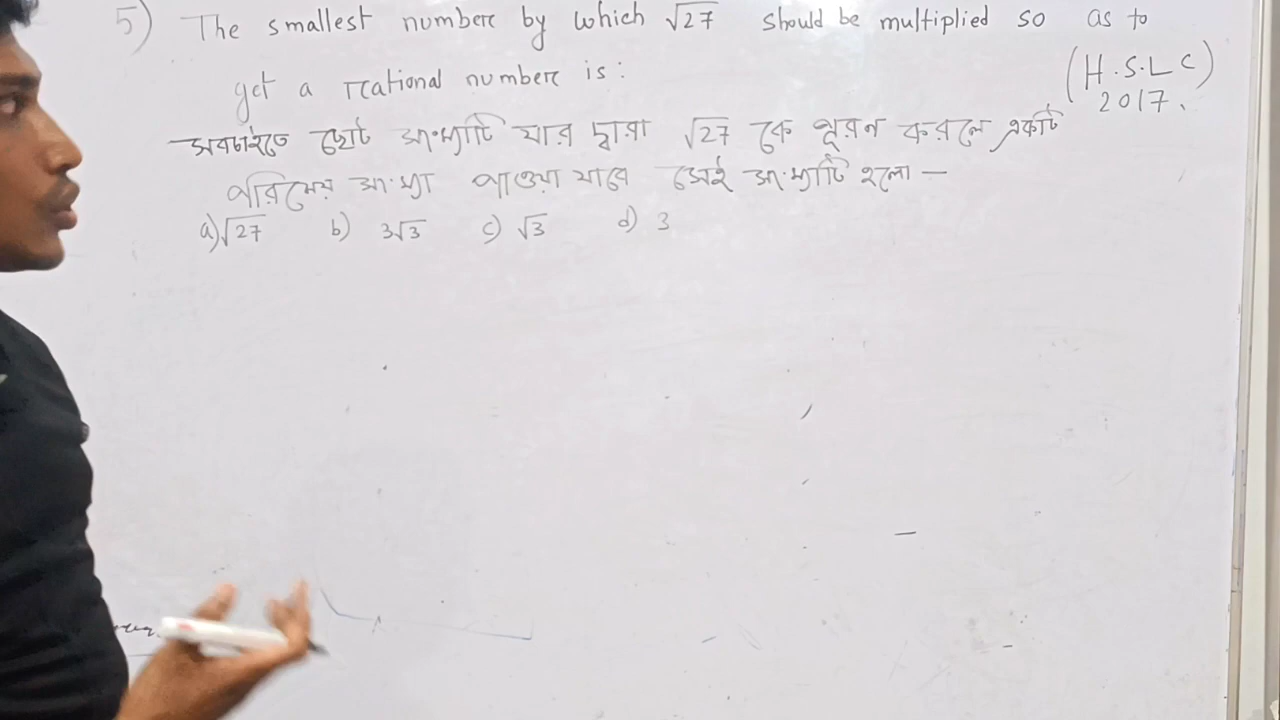 5) The smallest number by which √27 should be multiplied so as to
get a rational number is:
(H.S.L.C)
2017.
সবচাইতে ছোট সংখ্যাটি যার দ্বারা √27 কে পূরন করলে একটি
পরিমেয় সংখ্যা পাওয়া যাবে সেই সংখ্যাটি হলো —
a) √27 b) 3√3 c) √3 d) 3